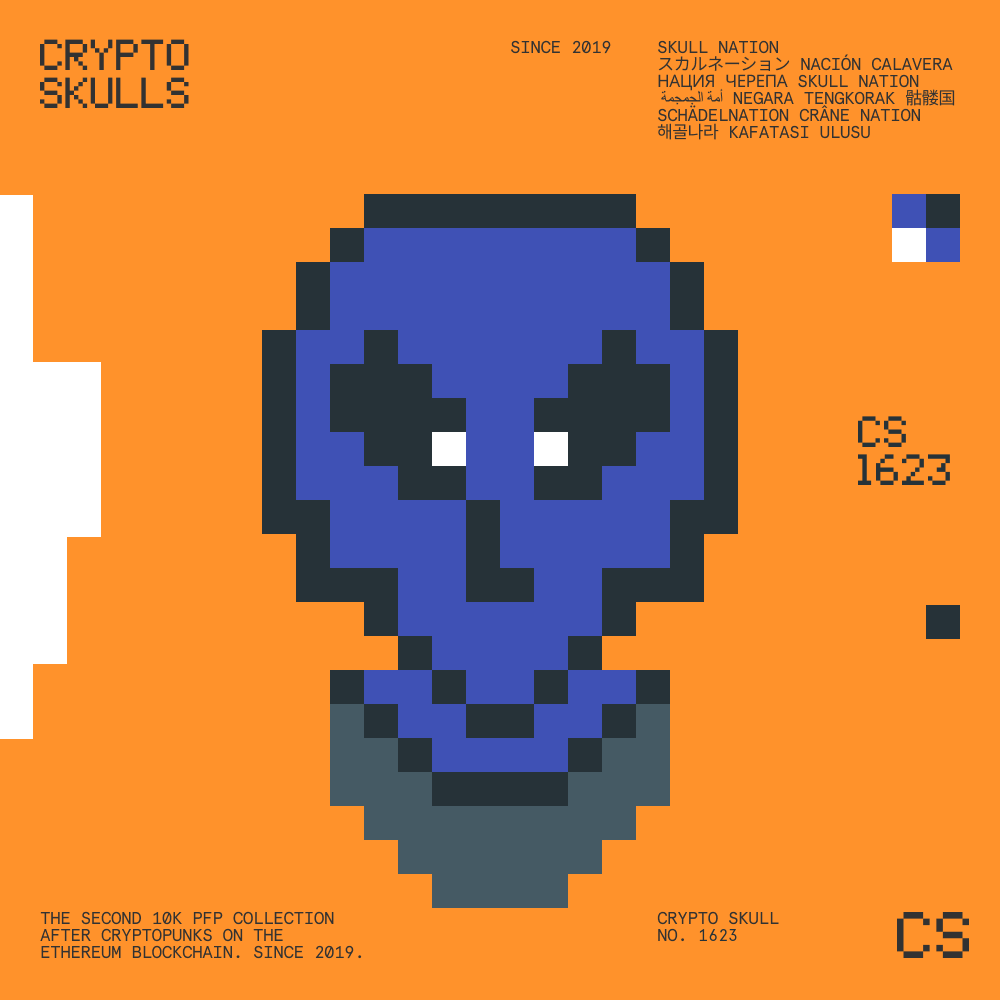 CRYPTO
SKULLS
SINCE 2019
SKULL NATION
スカルネーション NACIÓN CALAVERA
НАЦИЯ ЧЕРЕПА SKULL NATION
أمة الجمجمة NEGARA TENGKORAK 骷髅国
SCHÄDELNATION CRÂNE NATION
해골나라 KAFATASI ULUSU
CS
1623
THE SECOND 10K PFP COLLECTION
AFTER CRYPTOPUNKS ON THE
ETHEREUM BLOCKCHAIN. SINCE 2019.
CRYPTO SKULL
NO. 1623
CS